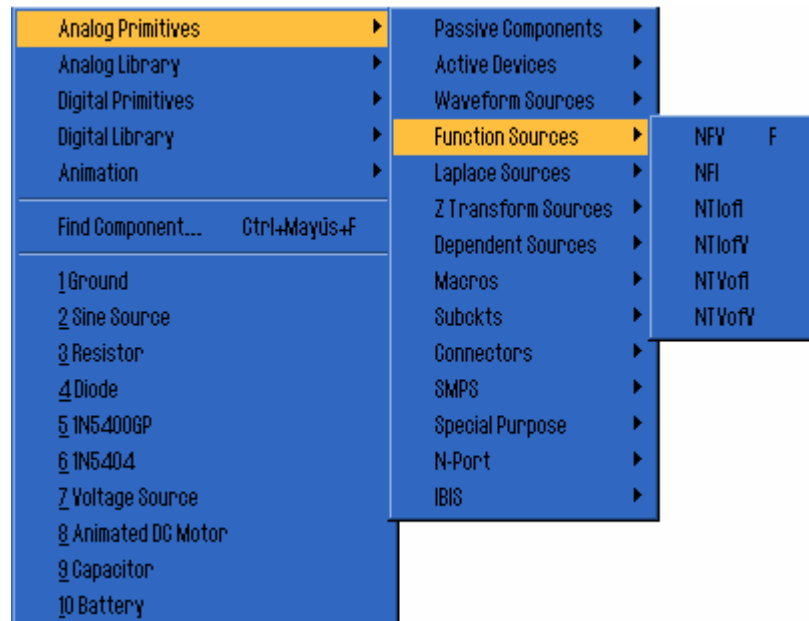 Analog Primitives
Analog Library
Digital Primitives
Digital Library
Animation
Find Component... Ctrl+Mayús+F
1 Ground
2 Sine Source
3 Resistor
4 Diode
5 1N5400GP
6 1N5404
7 Voltage Source
8 Animated DC Motor
9 Capacitor
10 Battery
Passive Components
Active Devices
Waveform Sources
Function Sources
Laplace Sources
Z Transform Sources
Dependent Sources
Macros
Subckts
Connectors
SMPS
Special Purpose
N-Port
IBIS
NFV F
NFI
NTIofI
NTIofV
NTVofI
NTVofV